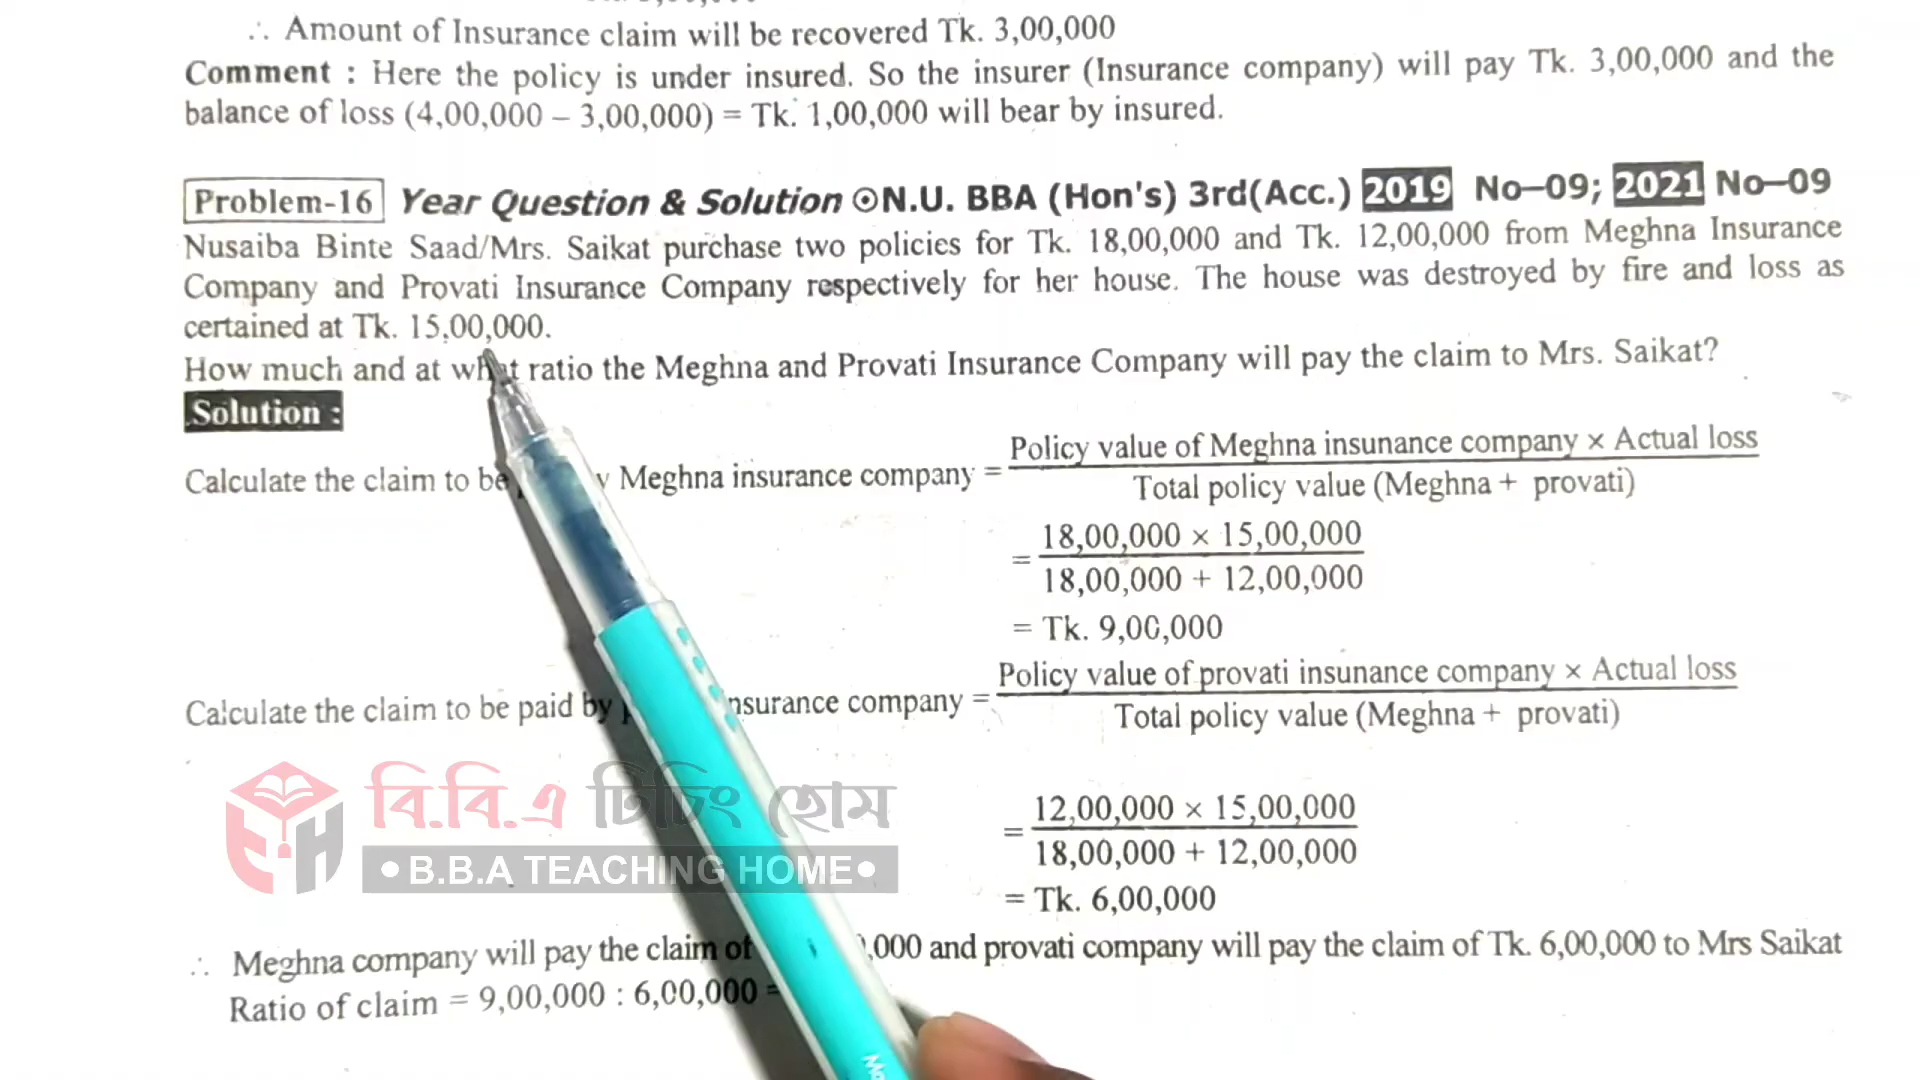 ∴ Amount of Insurance claim will be recovered Tk. 3,00,000
Comment : Here the policy is under insured. So the insurer (Insurance company) will pay Tk. 3,00,000 and the
balance of loss (4,00,000 – 3,00,000) = Tk. 1,00,000 will bear by insured.
Problem-16 Year Question & Solution ⊙N.U. BBA (Hon's) 3rd(Acc.) 2019 No–09; 2021 No–09
Nusaiba Binte Saad/Mrs. Saikat purchase two policies for Tk. 18,00,000 and Tk. 12,00,000 from Meghna Insurance
Company and Provati Insurance Company respectively for her house. The house was destroyed by fire and loss as
certained at Tk. 15,00,000.
How much and at what ratio the Meghna and Provati Insurance Company will pay the claim to Mrs. Saikat?
Solution :
Calculate the claim to be Meghna insurance company = Policy value of Meghna insunance company × Actual loss
Total policy value (Meghna + provati)
= 18,00,000 × 15,00,000
18,00,000 + 12,00,000
= Tk. 9,00,000
Calculate the claim to be paid by insurance company = Policy value of provati insunance company × Actual loss
Total policy value (Meghna + provati)
= 12,00,000 × 15,00,000
18,00,000 + 12,00,000
= Tk. 6,00,000
বি.বি.এ টিচিং হোম
•B.B.A TEACHING HOME•
∴ Meghna company will pay the claim of ,000 and provati company will pay the claim of Tk. 6,00,000 to Mrs Saikat
Ratio of claim = 9,00,000 : 6,00,000 =